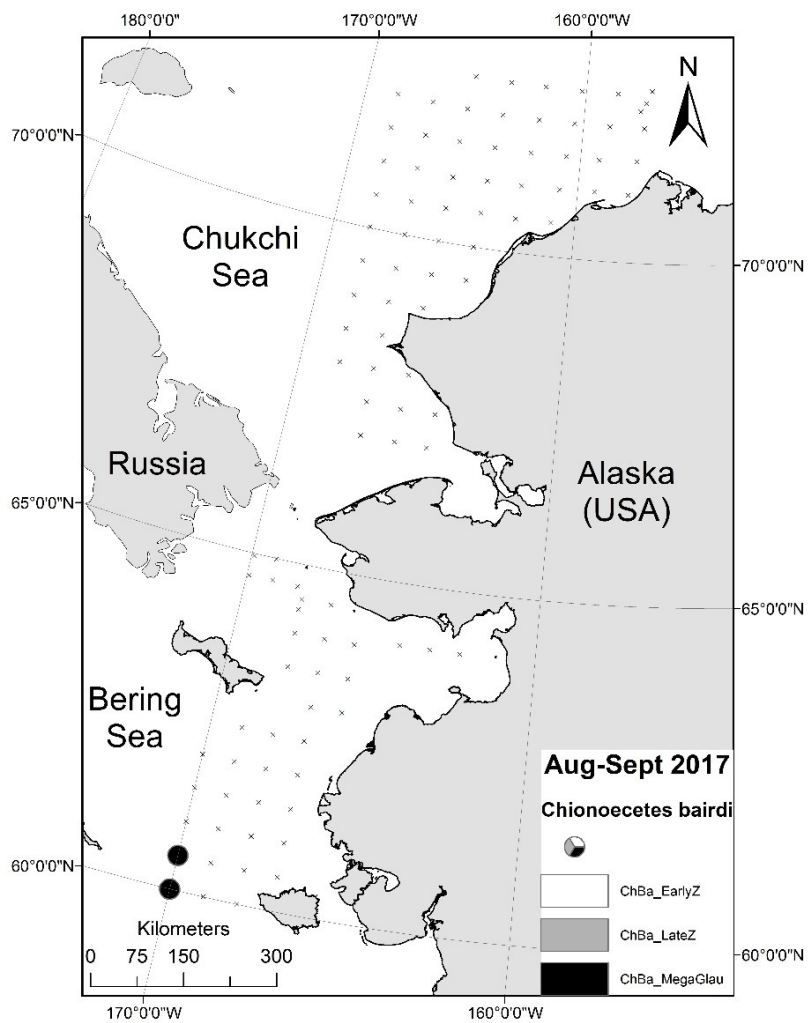 180°0'0"
170°0'0"W
160°0'0"W
N
70°0'0"N
Chukchi
Sea
70°0'0"N
Russia
Alaska
(USA)
65°0'0"N
65°0'0"N
Bering
Sea
Aug-Sept 2017
Chionoecetes bairdi
60°0'0"N
ChBa_EarlyZ
Kilometers
ChBa_LateZ
60°0'0"N
0 75 150 300
ChBa_MegaGlau
170°0'0"W
160°0'0"W